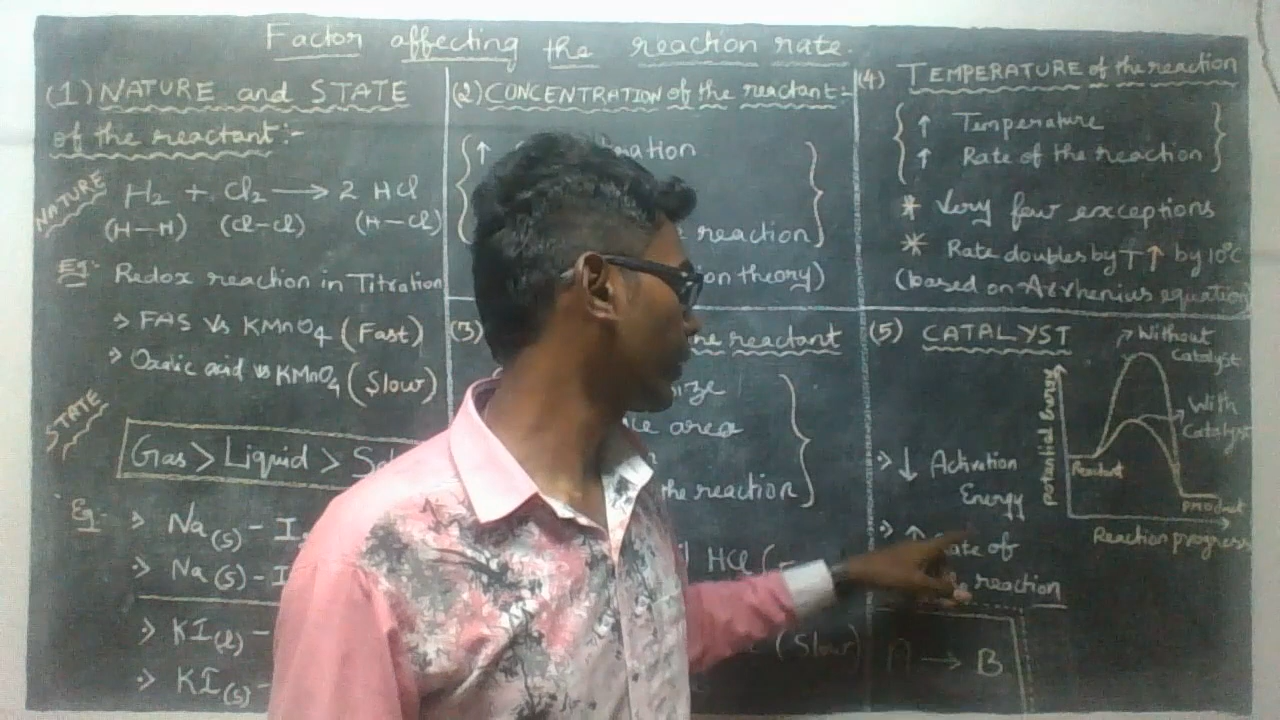 Factor affecting the reaction rate.
(1) NATURE and STATE
of the reactant:-
NATURE
H2 + Cl2 → 2 HCl
(H-H) (Cl-Cl) (H-Cl)
Eg:- Redox reaction in Titration
→ FAS Vs KMnO4 (Fast)
→ Oxalic acid vs KMnO4 (Slow)
STATE
Gas > Liquid >
Eg:- → Na(s) -
→ Na(s) -
→ KI(l) -
→ KI(s) -
(2) CONCENTRATION of the reactant:-
↑
reaction)
theory)
(3)
reactant
area
the reaction
HCl
(Slow)
(4) TEMPERATURE of the reaction
↑ Temperature
↑ Rate of the reaction
* Very few exceptions
* Rate doubles by T ↑ by 10°C
(based on Arrhenius equation)
(5) CATALYST
→ ↓ Activation
Energy
→ ↑ Rate of
reaction
A → B
Without
Catalyst
With
Catalyst
Potential energy
Reactant
Product
Reaction progress